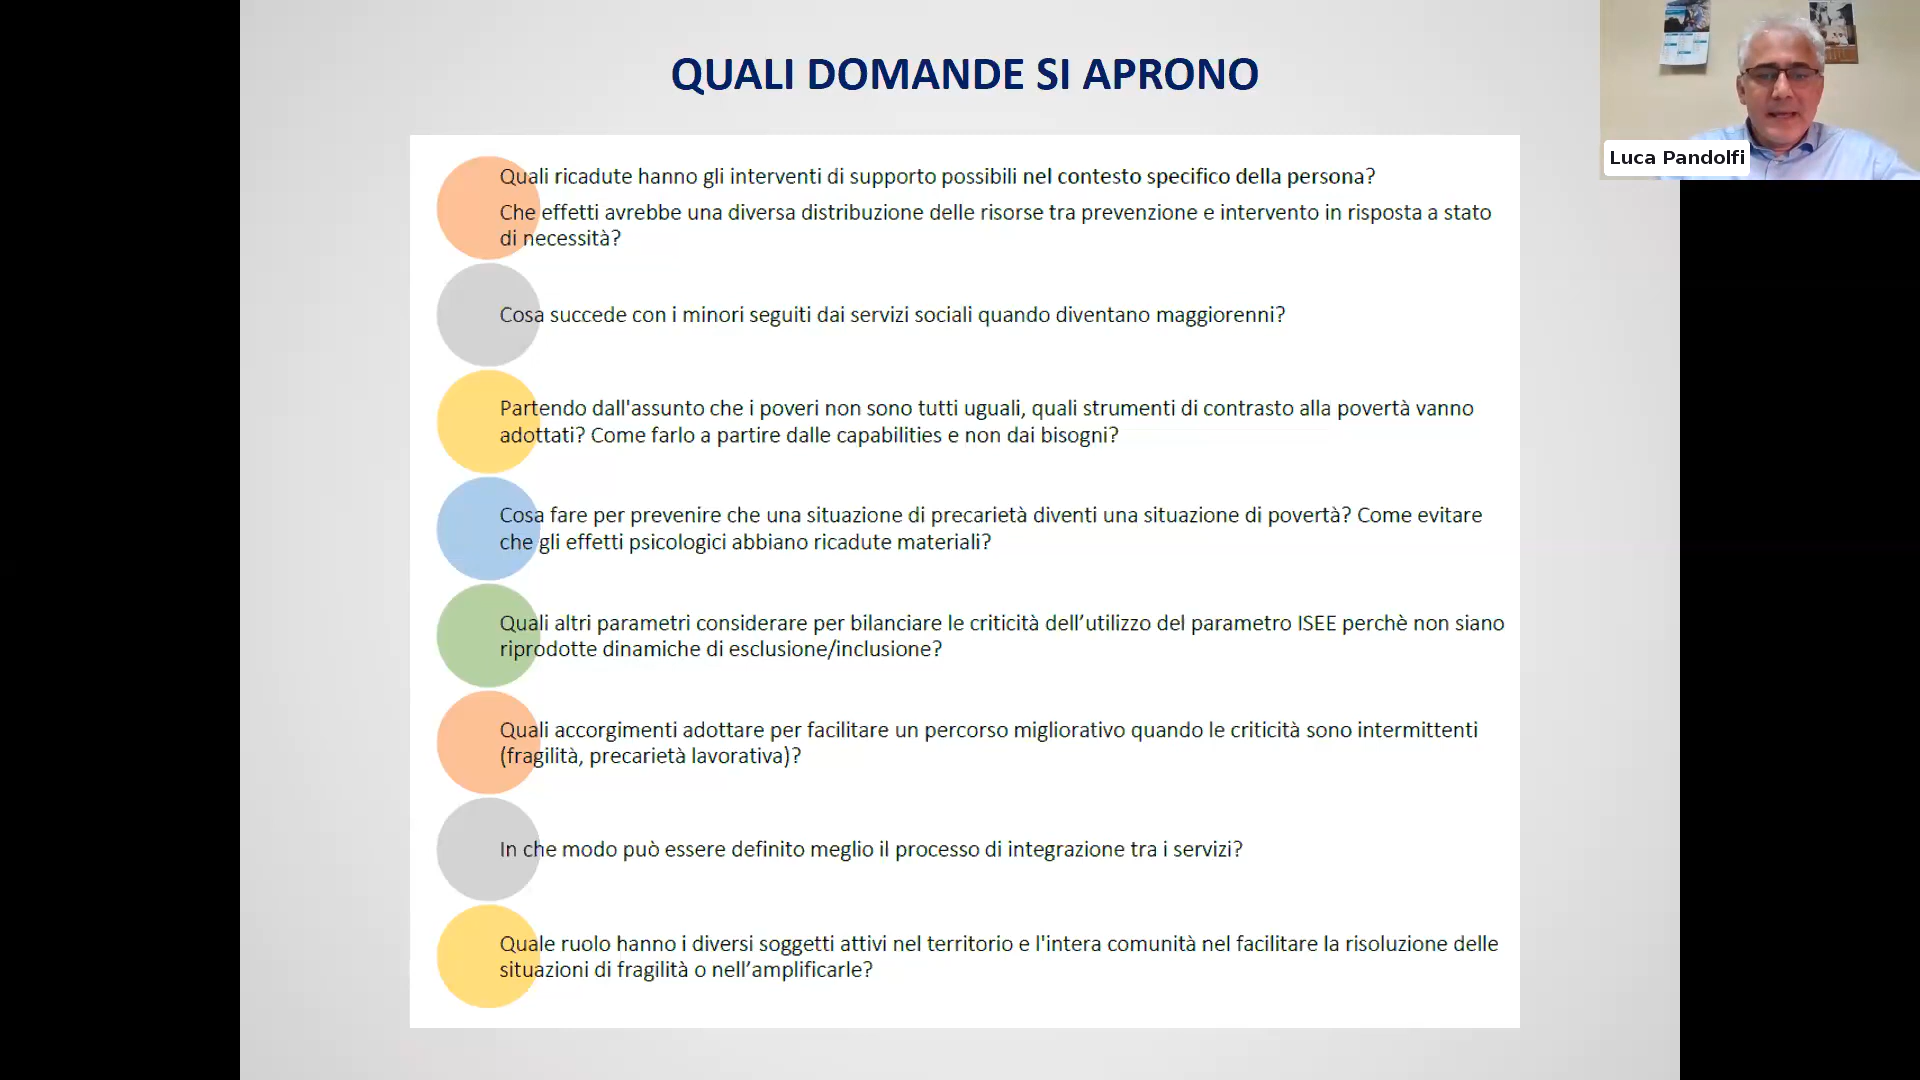 QUALI DOMANDE SI APRONO
Luca Pandolfi
Quali ricadute hanno gli interventi di supporto possibili nel contesto specifico della persona?
Che effetti avrebbe una diversa distribuzione delle risorse tra prevenzione e intervento in risposta a stato
di necessità?
Cosa succede con i minori seguiti dai servizi sociali quando diventano maggiorenni?
Partendo dall'assunto che i poveri non sono tutti uguali, quali strumenti di contrasto alla povertà vanno
adottati? Come farlo a partire dalle capabilities e non dai bisogni?
Cosa fare per prevenire che una situazione di precarietà diventi una situazione di povertà? Come evitare
che gli effetti psicologici abbiano ricadute materiali?
Quali altri parametri considerare per bilanciare le criticità dell’utilizzo del parametro ISEE perchè non siano
riprodotte dinamiche di esclusione/inclusione?
Quali accorgimenti adottare per facilitare un percorso migliorativo quando le criticità sono intermittenti
(fragilità, precarietà lavorativa)?
In che modo può essere definito meglio il processo di integrazione tra i servizi?
Quale ruolo hanno i diversi soggetti attivi nel territorio e l'intera comunità nel facilitare la risoluzione delle
situazioni di fragilità o nell’amplificarle?